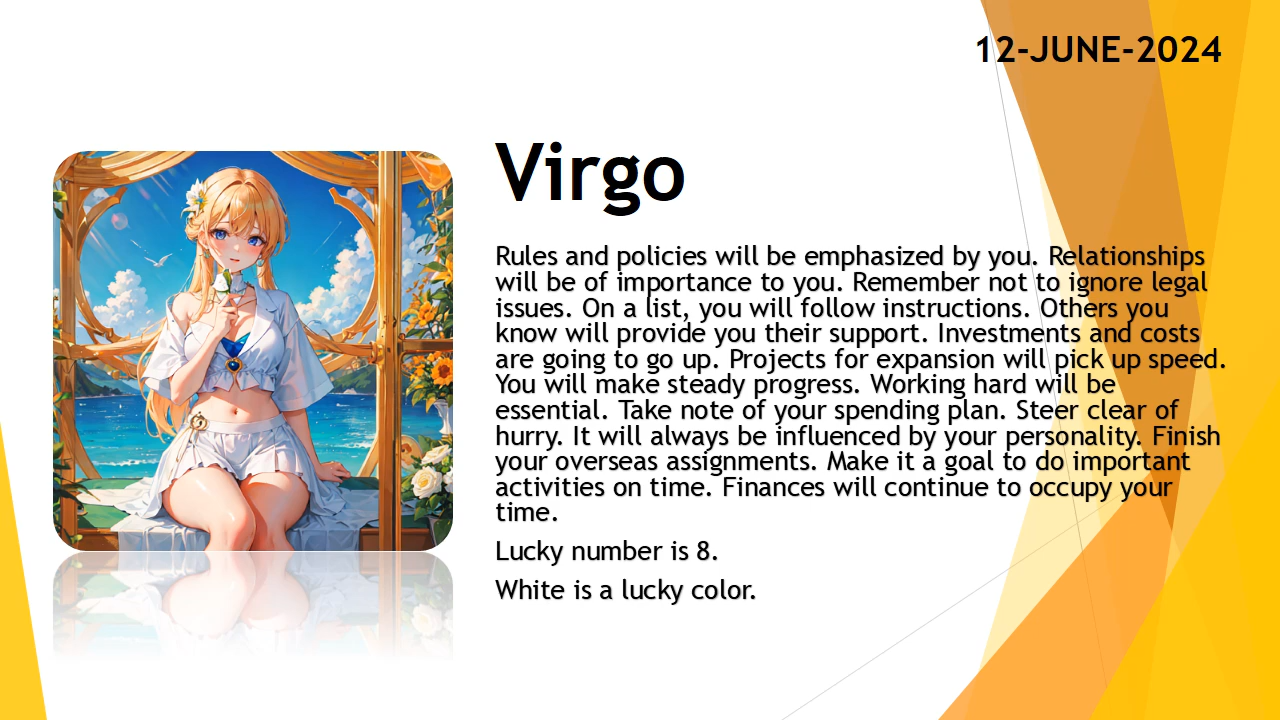 12-JUNE-2024
Virgo
Rules and policies will be emphasized by you. Relationships
will be of importance to you. Remember not to ignore legal
issues. On a list, you will follow instructions. Others you
know will provide you their support. Investments and costs
are going to go up. Projects for expansion will pick up speed.
You will make steady progress. Working hard will be
essential. Take note of your spending plan. Steer clear of
hurry. It will always be influenced by your personality. Finish
your overseas assignments. Make it a goal to do important
activities on time. Finances will continue to occupy your
time.
Lucky number is 8.
White is a lucky color.